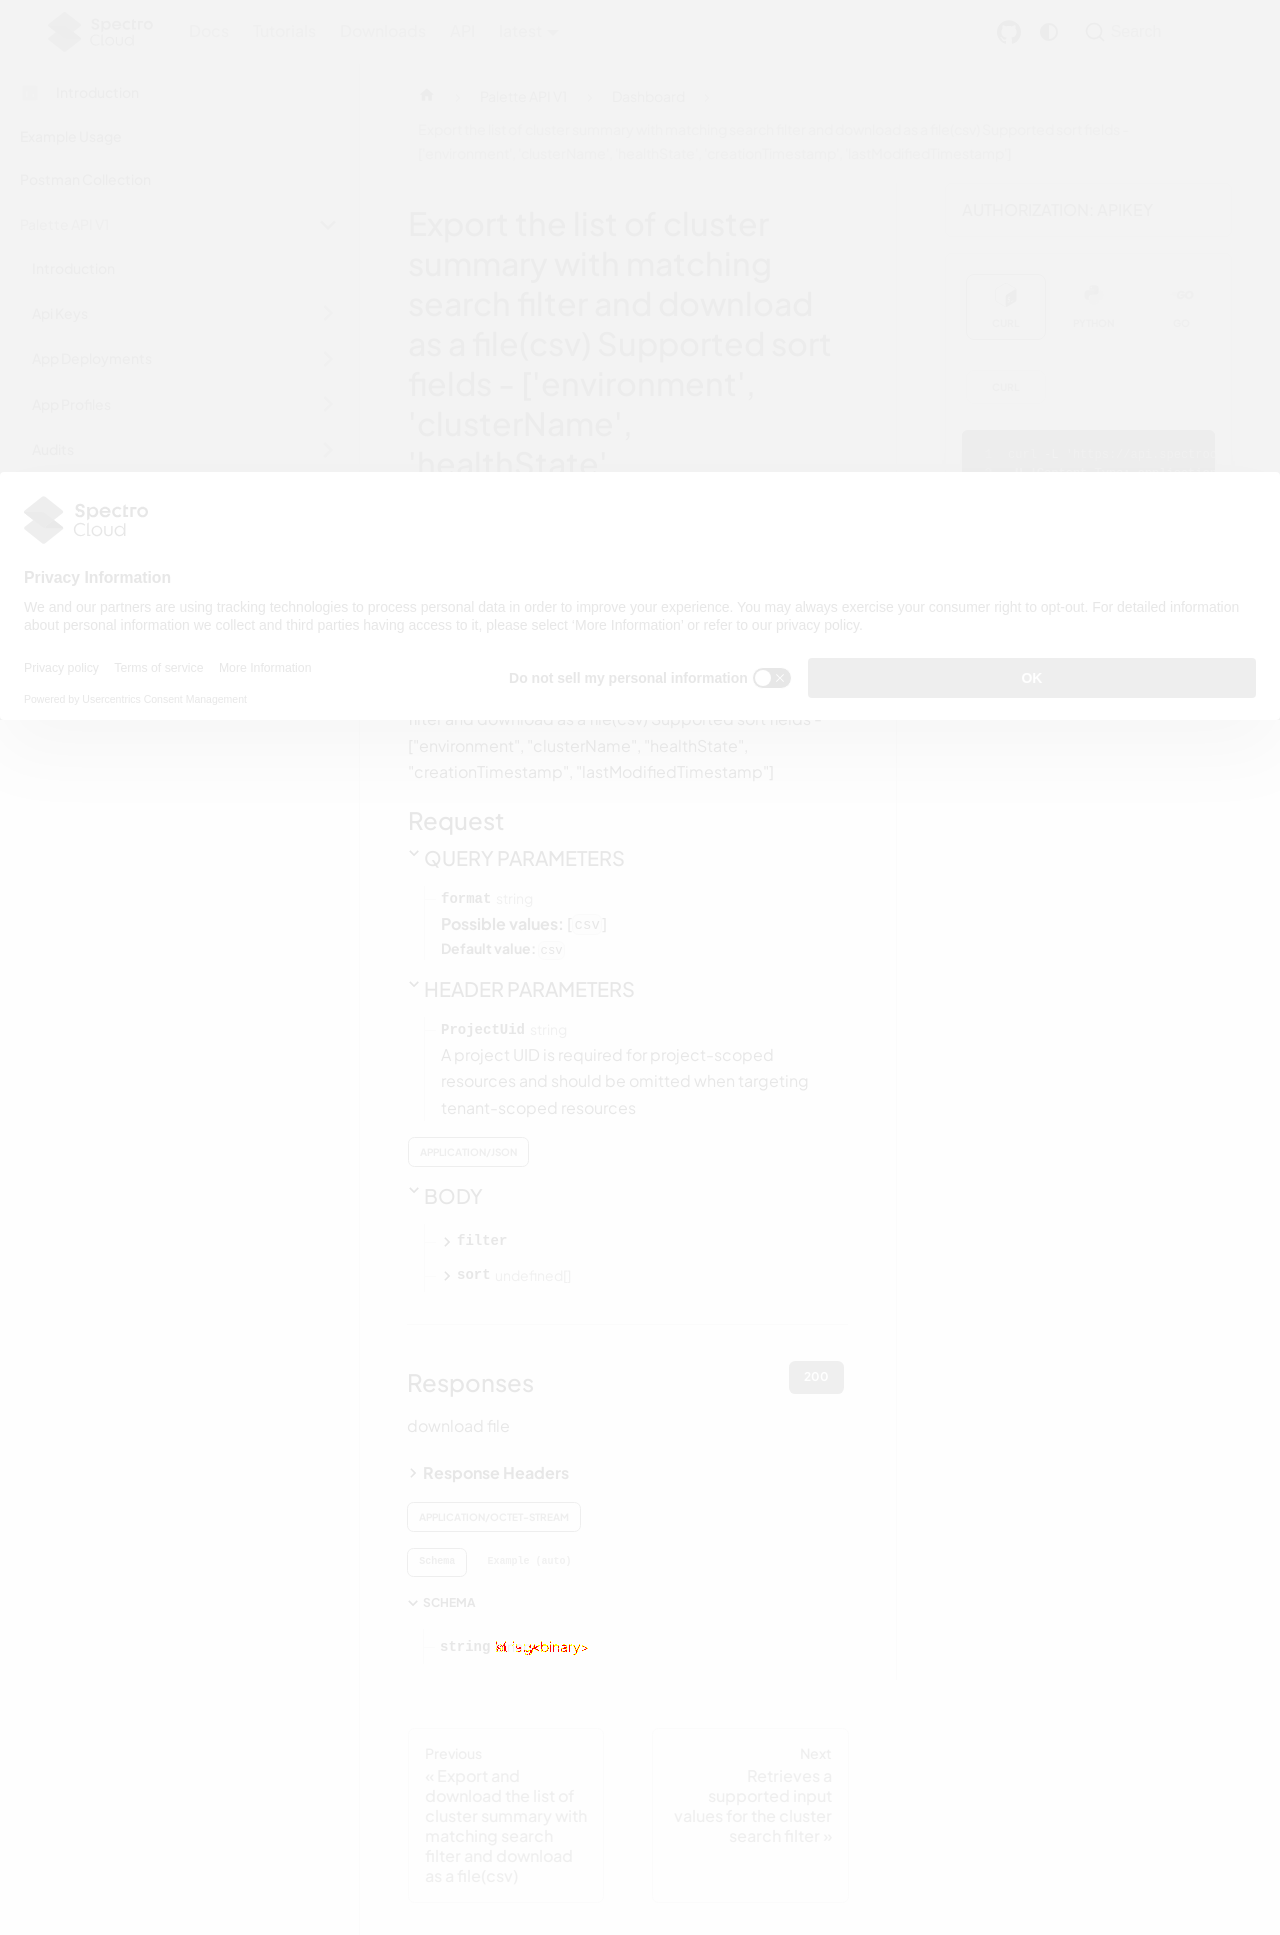 Spectro
Cloud
Docs Tutorials Downloads API latest
Search
Introduction
Example Usage
Postman Collection
Palette API V1
Introduction
Api Keys
App Deployments
App Profiles
Audits
Palette API V1
Dashboard
Export the list of cluster summary with matching search filter and download as a file(csv) Supported sort fields -
Export the list of cluster
summary with matching
search filter and download
as a file(csv) Supported sort
fields - ['environment',
'clusterName',
'healthState',
AUTHORIZATION: APIKEY
CURL PYTHON GO
CURL
Spectro
Cloud
Privacy Information
We and our partners are using tracking technologies to process personal data in order to improve your experience. You may always exercise your consumer right to opt-out. For detailed information
about personal information we collect and third parties having access to it, please select 'More Information' or refer to our privacy policy.
Privacy policy Terms of service More Information
Powered by Usercentrics Consent Management
Do not sell my personal information
OK
filter and download as a file(csv) Supported sort fields -
["environment", "clusterName", "healthState",
"creationTimestamp", "lastModifiedTimestamp"]
Request
QUERY PARAMETERS
format string
Possible values: [csv]
Default value: csv
HEADER PARAMETERS
ProjectUid string
A project UID is required for project-scoped
resources and should be omitted when targeting
tenant-scoped resources
APPLICATION/JSON
BODY
filter
sort undefined[]
Responses
200
download file
Response Headers
APPLICATION/OCTET-STREAM
Schema Example (auto)
SCHEMA
string
Previous
« Export and
download the list of
cluster summary with
matching search
filter and download
as a file(csv)
Next
Retrieves a
supported input
values for the cluster
search filter »